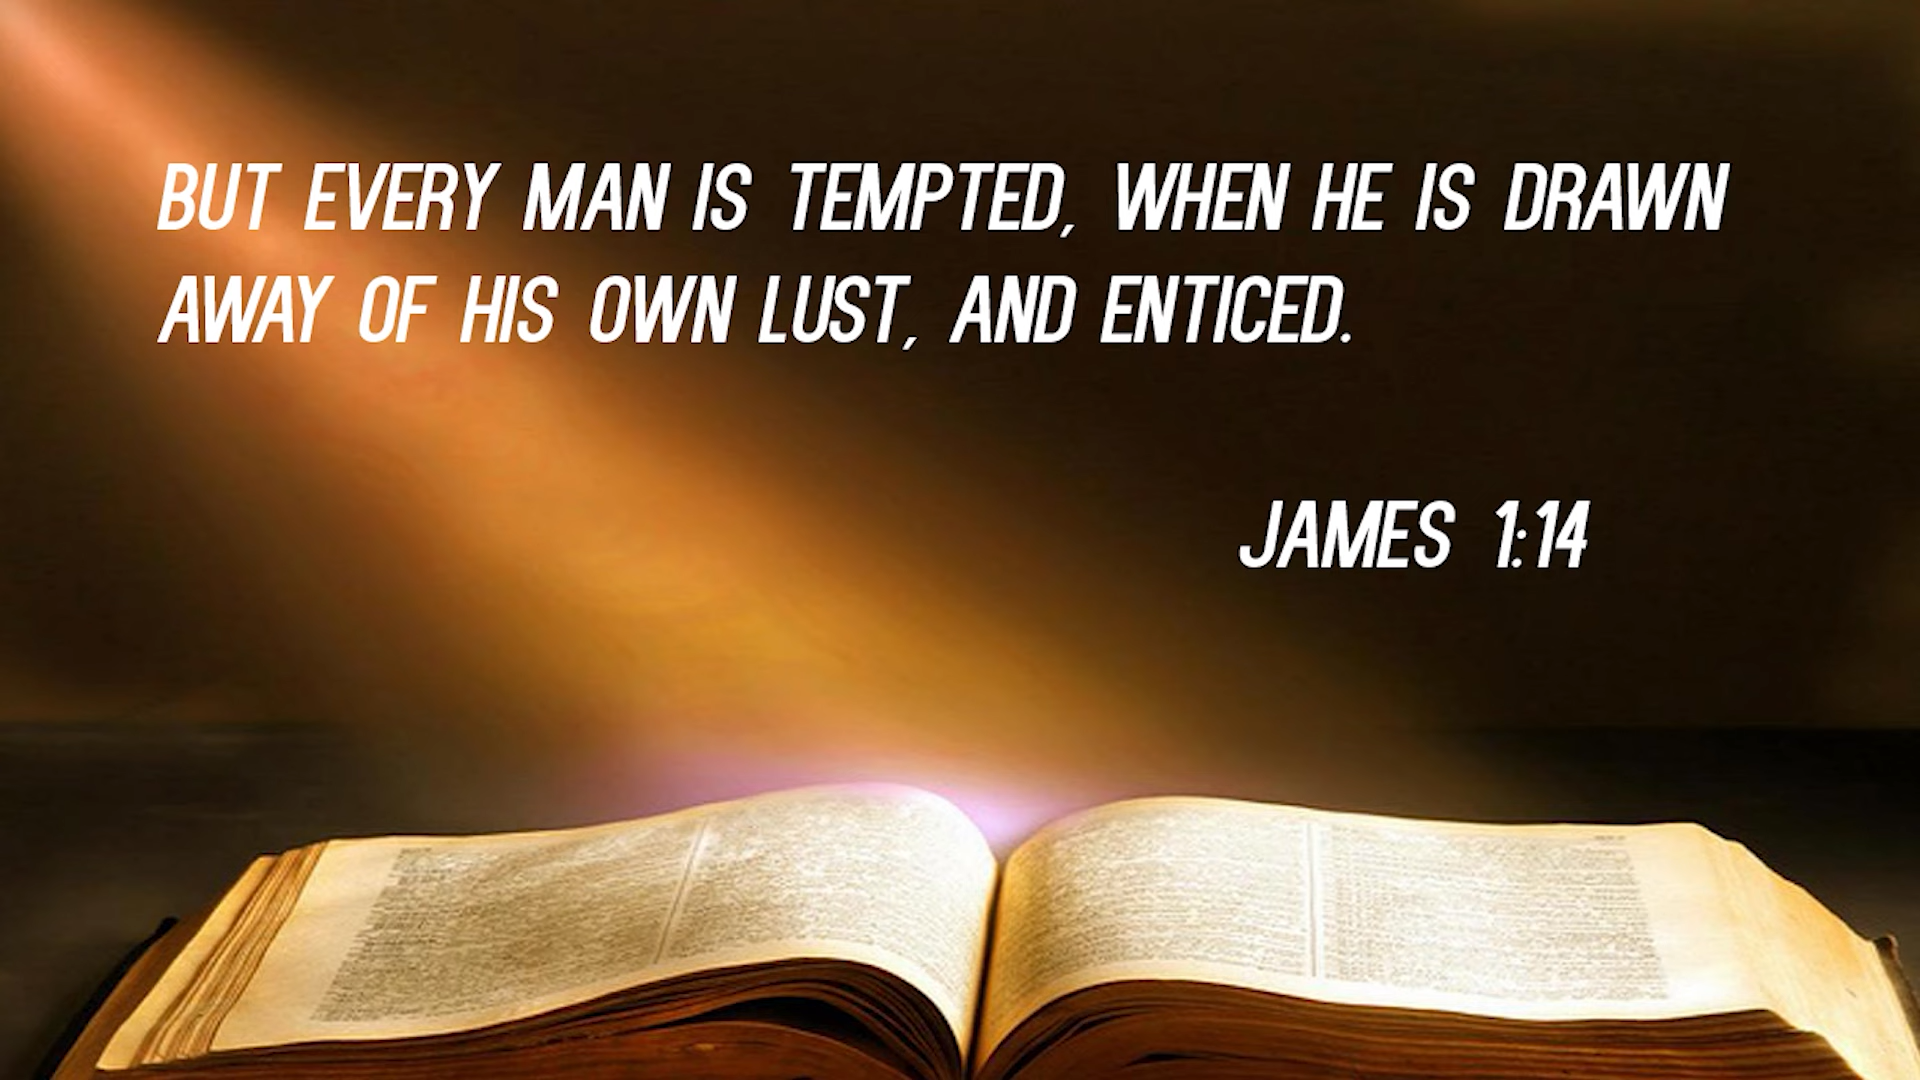 BUT EVERY MAN IS TEMPTED, WHEN HE IS DRAWN
AWAY OF HIS OWN LUST, AND ENTICED.
JAMES 1:14